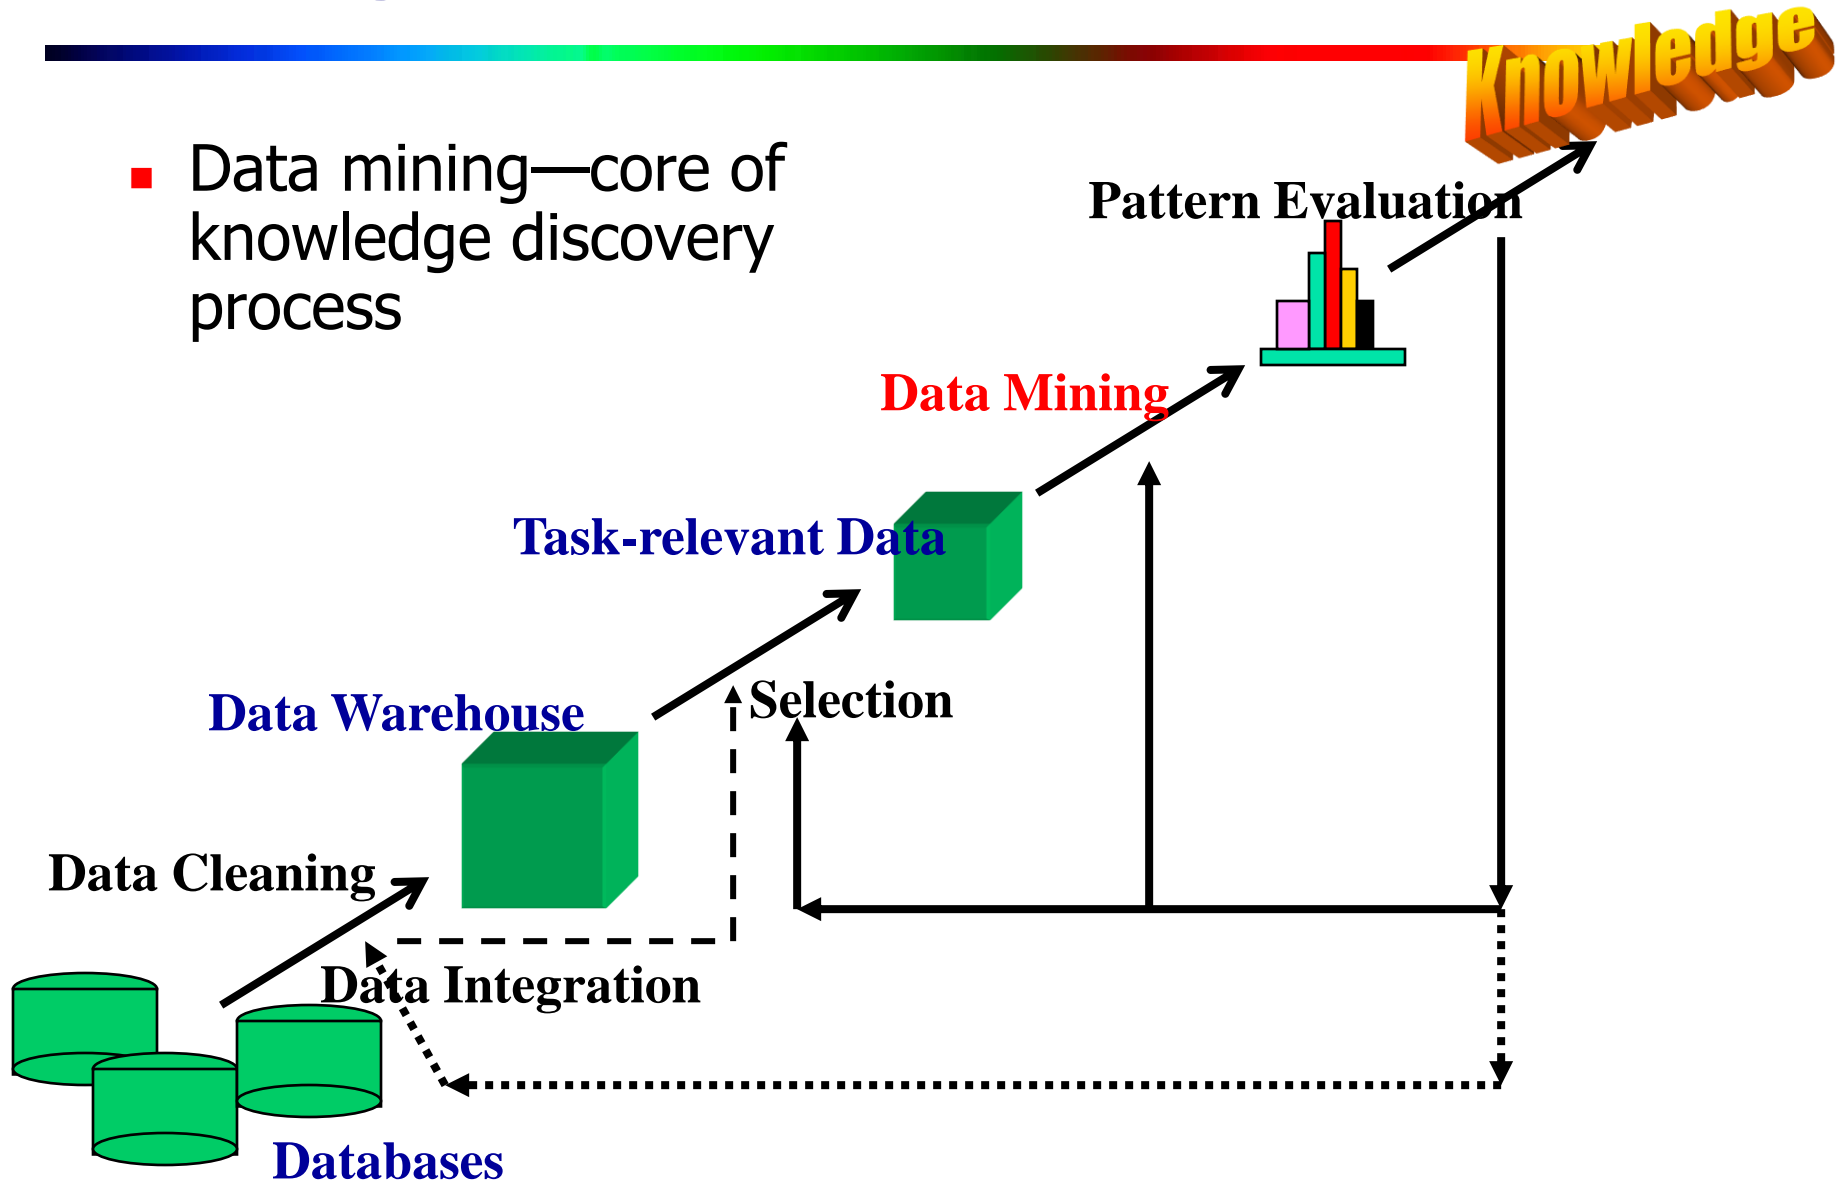 Knowledge
Data mining—core of
knowledge discovery
process
Pattern Evaluation
Data Mining
Task-relevant Data
Selection
Data Warehouse
Data Cleaning
Data Integration
Databases